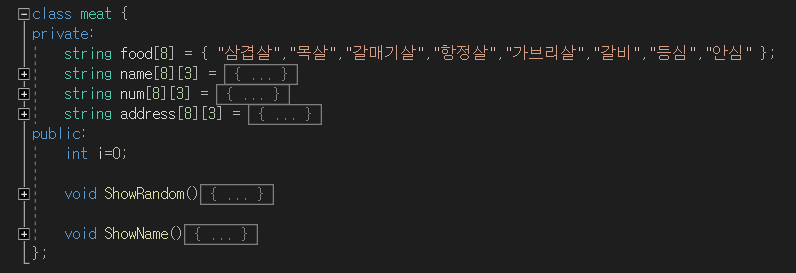 class meat {
private:
string food[8] = { "삼겹살","목살","갈매기살","항정살","가브리살","갈비","등심","안심" };
string name[8][3] = { ... }
string num[8][3] = { ... }
string address[8][3] = { ... }
public:
int i=0;
void ShowRandom(){ ... }
void ShowName(){ ... }
};